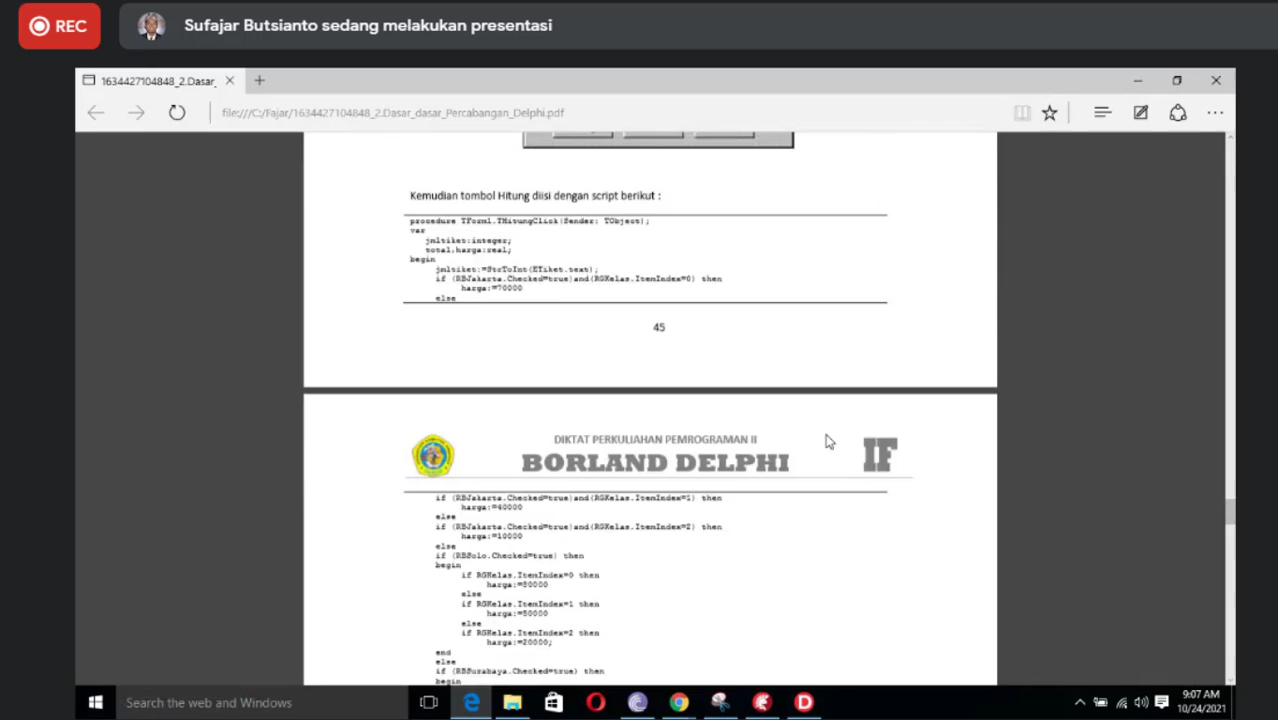 REC
Sufajar Butsianto sedang melakukan presentasi
1634427104848_2.Dasar_
file:///C:/Fajar/1634427104848_2.Dasar_dasar_Percabangan_Delphi.pdf
Kemudian tombol Hitung diisi dengan script berikut :
procedure TForm1.THitungClick(Sender: TObject);
var
jmltiket:integer;
total,harga:real;
begin
jmltiket:=StrToInt(ETiket.text);
if (RBJakarta.Checked=true)and(RGKelas.ItemIndex=0) then
harga:=70000
else
45
DIKTAT PERKULIAHAN PEMROGRAMAN II
BORLAND DELPHI
IF
if (RBJakarta.Checked=true)and(RGKelas.ItemIndex=1) then
harga:=40000
else
if (RBJakarta.Checked=true)and(RGKelas.ItemIndex=2) then
harga:=10000
else
if (RBSolo.Checked=true) then
begin
if RGKelas.ItemIndex=0 then
harga:=80000
else
if RGKelas.ItemIndex=1 then
harga:=50000
else
if RGKelas.ItemIndex=2 then
harga:=20000;
end
else
if (RBSurabaya.Checked=true) then
begin
Search the web and Windows
9:07 AM
10/24/2021